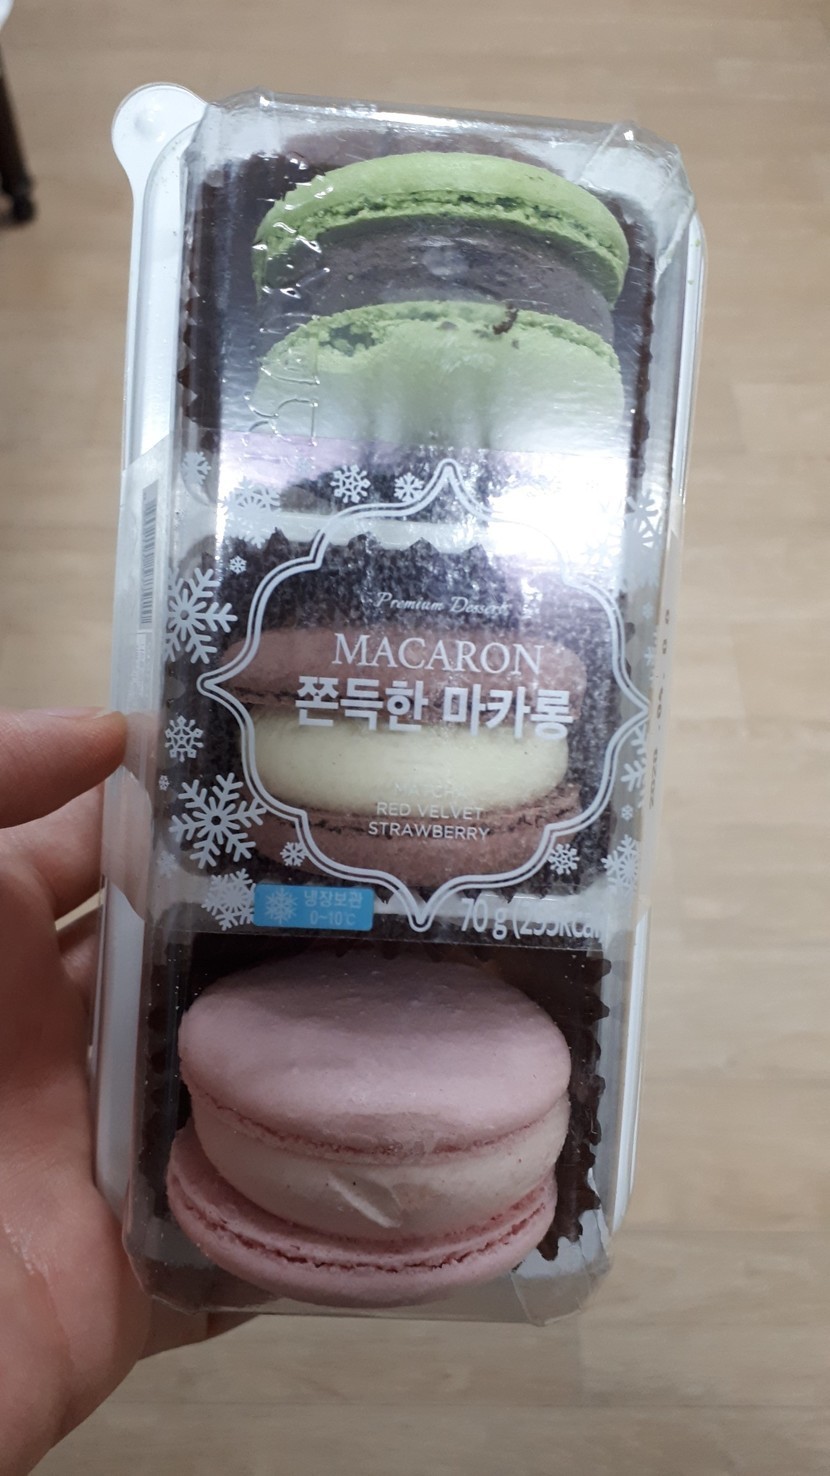 Premium Desserts
MACARON
쫀득한 마카롱
MATCHA
RED VELVET
STRAWBERRY
냉장보관
0~10℃
70 g